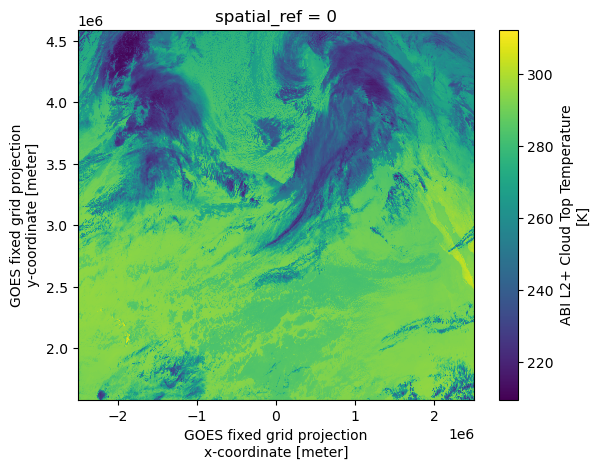 spatial_ref = 0
1e6
4.5
4.0
3.5
3.0
2.5
2.0
GOES fixed grid projection
y-coordinate [meter]
−2
−1
0
1
2
1e6
GOES fixed grid projection
x-coordinate [meter]
300
280
260
240
220
ABI L2+ Cloud Top Temperature
[K]